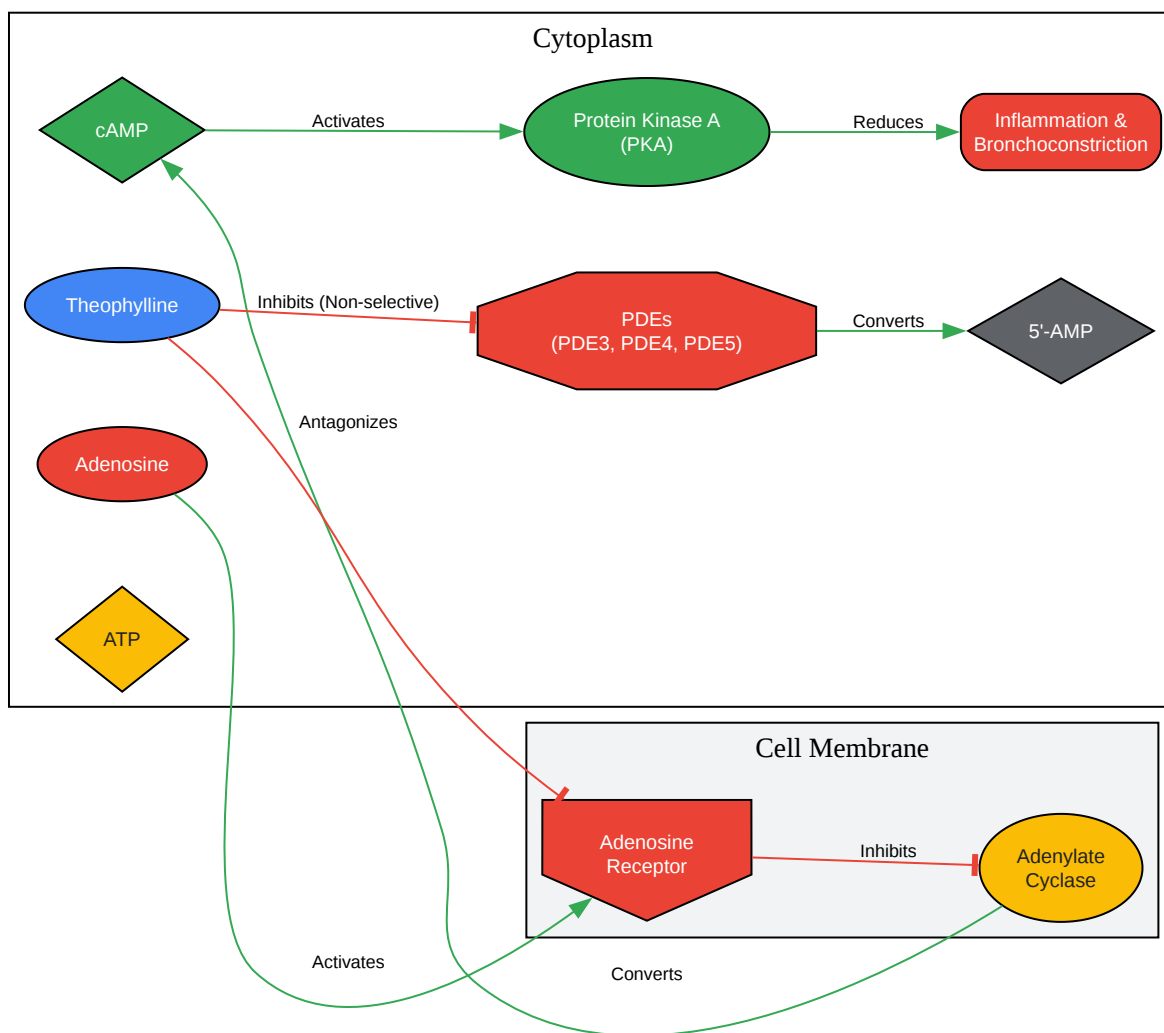 Cytoplasm
cAMP
Activates
Protein Kinase A
(PKA)
Reduces
Inflammation &
Bronchoconstriction
Theophylline
Inhibits (Non-selective)
PDEs
(PDE3, PDE4, PDE5)
Converts
5'-AMP
Antagonizes
Adenosine
ATP
Cell Membrane
Adenosine
Receptor
Inhibits
Adenylate
Cyclase
Activates
Converts